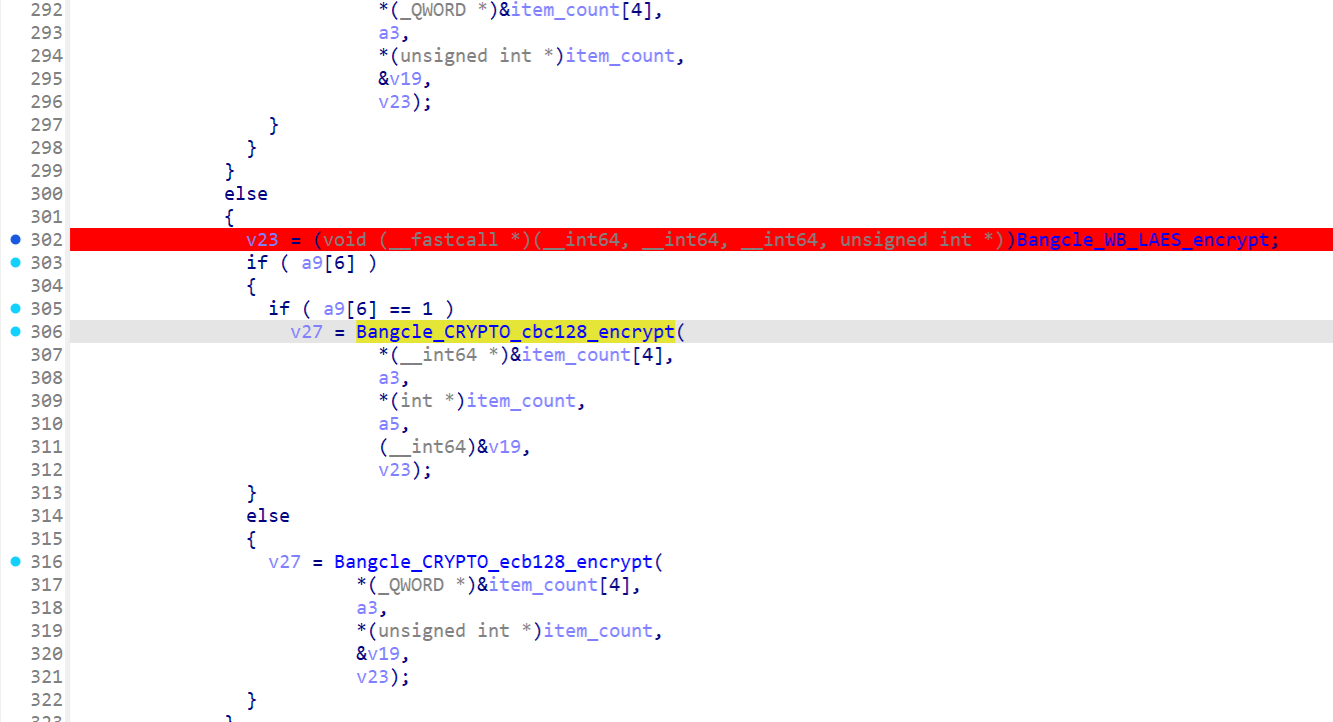 292 *(_QWORD *)&item_count[4],
293 a3,
294 *(unsigned int *)item_count,
295 &v19,
296 v23);
297 }
298 }
299 }
300 else
301 {
302 v23 = (void (__fastcall *)(__int64, __int64, __int64, unsigned int *))Bangcle_WB_LAES_encrypt;
303 if ( a9[6] )
304 {
305 if ( a9[6] == 1 )
306 v27 = Bangcle_CRYPTO_cbc128_encrypt(
307 *(__int64 *)&item_count[4],
308 a3,
309 *(int *)item_count,
310 a5,
311 (__int64)&v19,
312 v23);
313 }
314 else
315 {
316 v27 = Bangcle_CRYPTO_ecb128_encrypt(
317 *(_QWORD *)&item_count[4],
318 a3,
319 *(unsigned int *)item_count,
320 &v19,
321 v23);
322 }
323 }